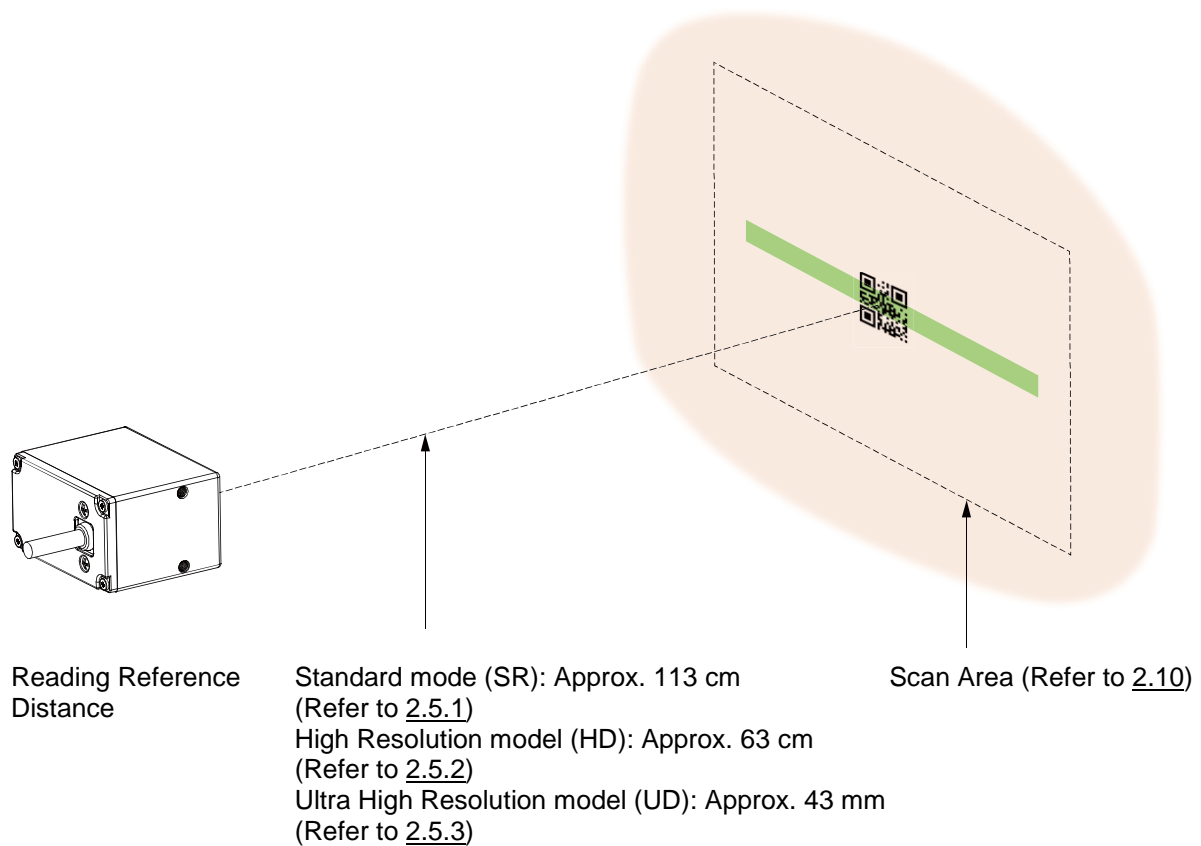 Reading Reference
Distance
Standard mode (SR): Approx. 113 cm
(Refer to 2.5.1)
High Resolution model (HD): Approx. 63 cm
(Refer to 2.5.2)
Ultra High Resolution model (UD): Approx. 43 mm
(Refer to 2.5.3)
Scan Area (Refer to 2.10)